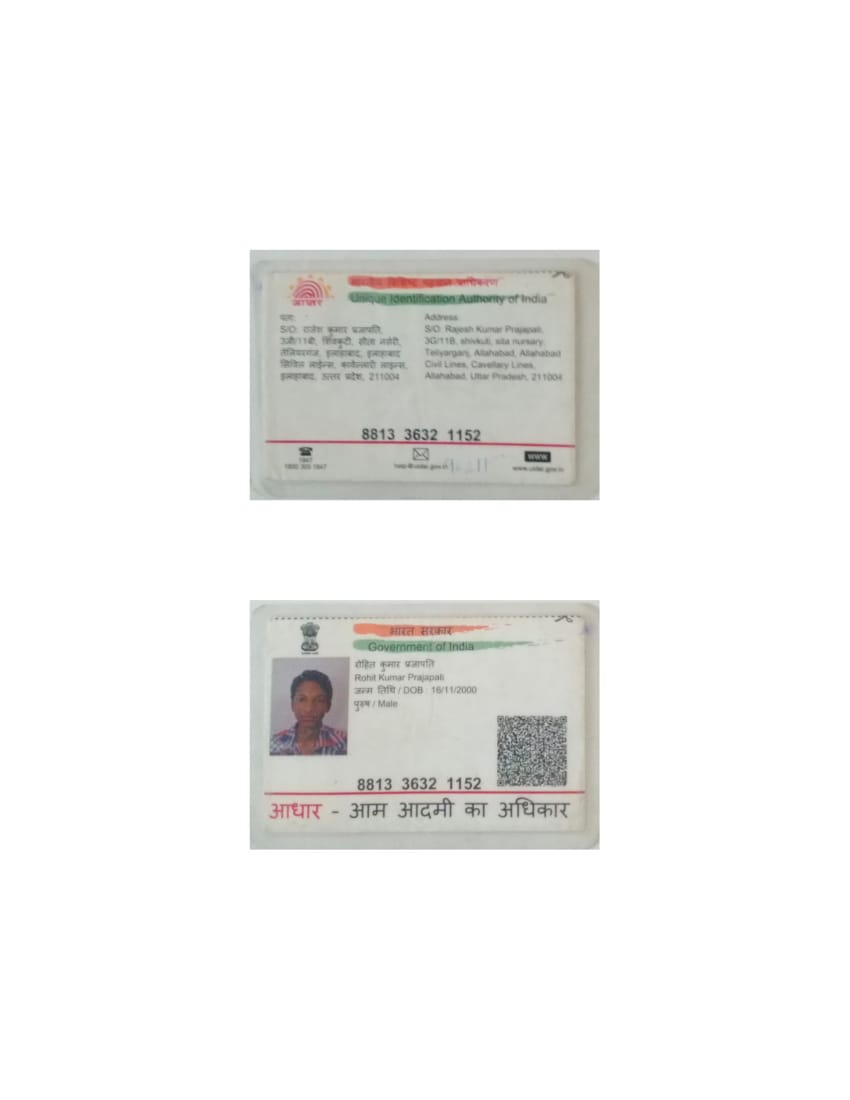 भारतीय विशिष्ट पहचान प्राधिकरण
Unique Identification Authority of India
आधार
पता:
S/O: राजेश कुमार प्रजापति,
3जी/11बी, शिवकुटी, सीता नर्सरी,
तेलियरगंज, इलाहाबाद, इलाहाबाद
सिविल लाईन्स, कावेल्लारी लाइन्स,
इलाहाबाद, उत्तर प्रदेश, 211004
Address:
S/O: Rajesh Kumar Prajapati,
3G/11B, shivkuti, sita nursary,
Teliyarganj, Allahabad, Allahabad
Civil Lines, Cavellary Lines,
Allahabad, Uttar Pradesh, 211004
8813 3632 1152
1947
1800 300 1947
help@uidai.gov.in
www
www.uidai.gov.in
भारत सरकार
Government of India
रोहित कुमार प्रजापति
Rohit Kumar Prajapati
जन्म तिथि / DOB : 16/11/2000
पुरुष / Male
8813 3632 1152
आधार - आम आदमी का अधिकार